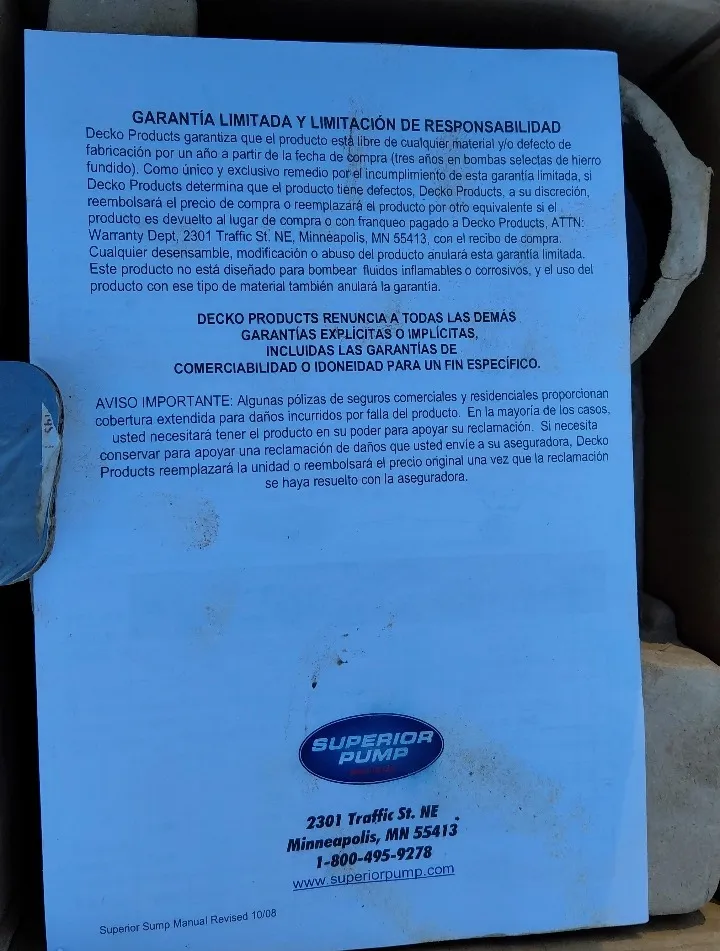 GARANTÍA LIMITADA Y LIMITACIÓN DE RESPONSABILIDAD
Decko Products garantiza que el producto está libre de cualquier material y/o defecto de
fabricación por un año a partir de la fecha de compra (tres años en bombas selectas de hierro
fundido). Como único y exclusivo remedio por el incumplimiento de esta garantía limitada, si
Decko Products determina que el producto tiene defectos, Decko Products, a su discreción,
reembolsará el precio de compra o reemplazará el producto por otro equivalente si el
producto es devuelto al lugar de compra o con franqueo pagado a Decko Products, ATTN:
Warranty Dept, 2301 Traffic St. NE, Minneapolis, MN 55413, con el recibo de compra.
Cualquier desensamble, modificación o abuso del producto anulará esta garantía limitada.
Este producto no está diseñado para bombear fluidos inflamables o corrosivos, y el uso del
producto con ese tipo de material también anulará la garantía.
DECKO PRODUCTS RENUNCIA A TODAS LAS DEMÁS
GARANTÍAS EXPLÍCITAS O IMPLÍCITAS,
INCLUIDAS LAS GARANTÍAS DE
COMERCIABILIDAD O IDONEIDAD PARA UN FIN ESPECÍFICO.
AVISO IMPORTANTE: Algunas pólizas de seguros comerciales y residenciales proporcionan
cobertura extendida para daños incurridos por falla del producto. En la mayoría de los casos,
usted necesitará tener el producto en su poder para apoyar su reclamación. Si necesita
conservar para apoyar una reclamación de daños que usted envíe a su aseguradora, Decko
Products reemplazará la unidad o reembolsará el precio original una vez que la reclamación
se haya resuelto con la aseguradora.
SUPERIOR
PUMP
2301 Traffic St. NE
Minneapolis, MN 55413
1-800-495-9278
www.superiorpump.com
Superior Sump Manual Revised 10/08